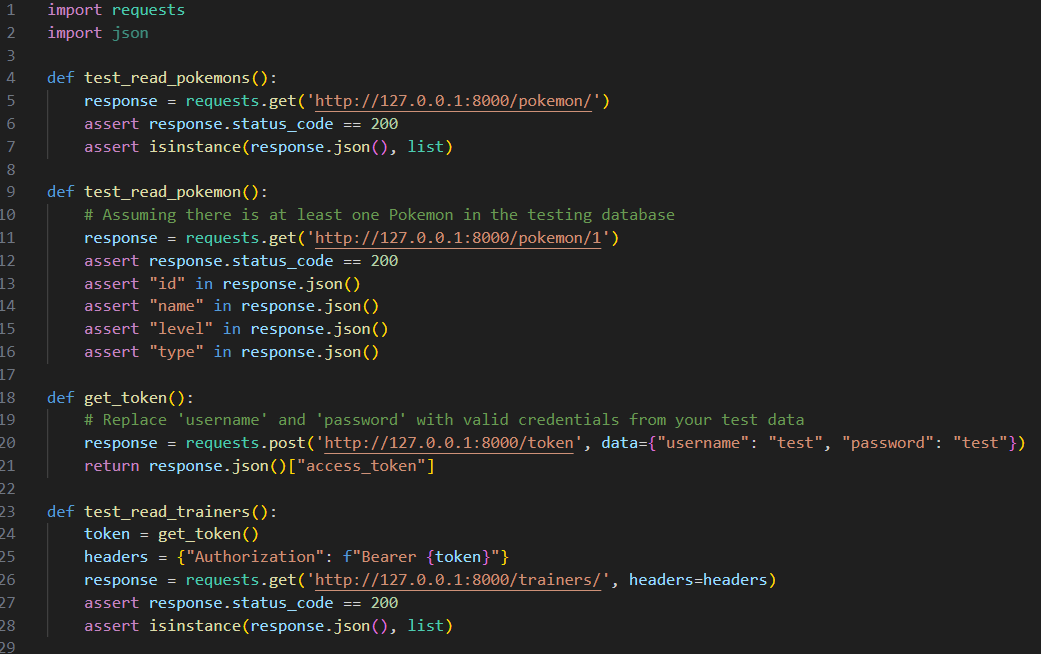 1 import requests
2 import json
3
4 def test_read_pokemons():
5     response = requests.get('http://127.0.0.1:8000/pokemon/')
6     assert response.status_code == 200
7     assert isinstance(response.json(), list)
8
9 def test_read_pokemon():
10     # Assuming there is at least one Pokemon in the testing database
11     response = requests.get('http://127.0.0.1:8000/pokemon/1')
12     assert response.status_code == 200
13     assert "id" in response.json()
14     assert "name" in response.json()
15     assert "level" in response.json()
16     assert "type" in response.json()
17
18 def get_token():
19     # Replace 'username' and 'password' with valid credentials from your test data
20     response = requests.post('http://127.0.0.1:8000/token', data={"username": "test", "password": "test"})
21     return response.json()["access_token"]
22
23 def test_read_trainers():
24     token = get_token()
25     headers = {"Authorization": f"Bearer {token}"}
26     response = requests.get('http://127.0.0.1:8000/trainers/', headers=headers)
27     assert response.status_code == 200
28     assert isinstance(response.json(), list)
29